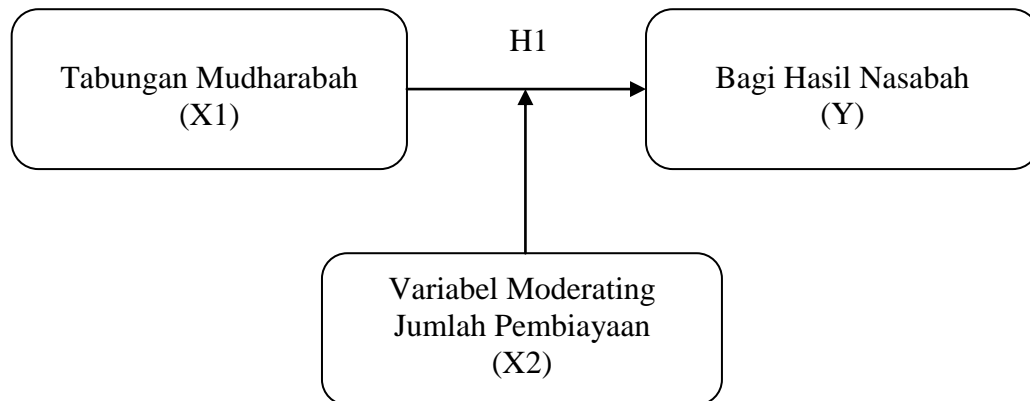 H1
Tabungan Mudharabah
(X1)
Bagi Hasil Nasabah
(Y)
Variabel Moderating
Jumlah Pembiayaan
(X2)